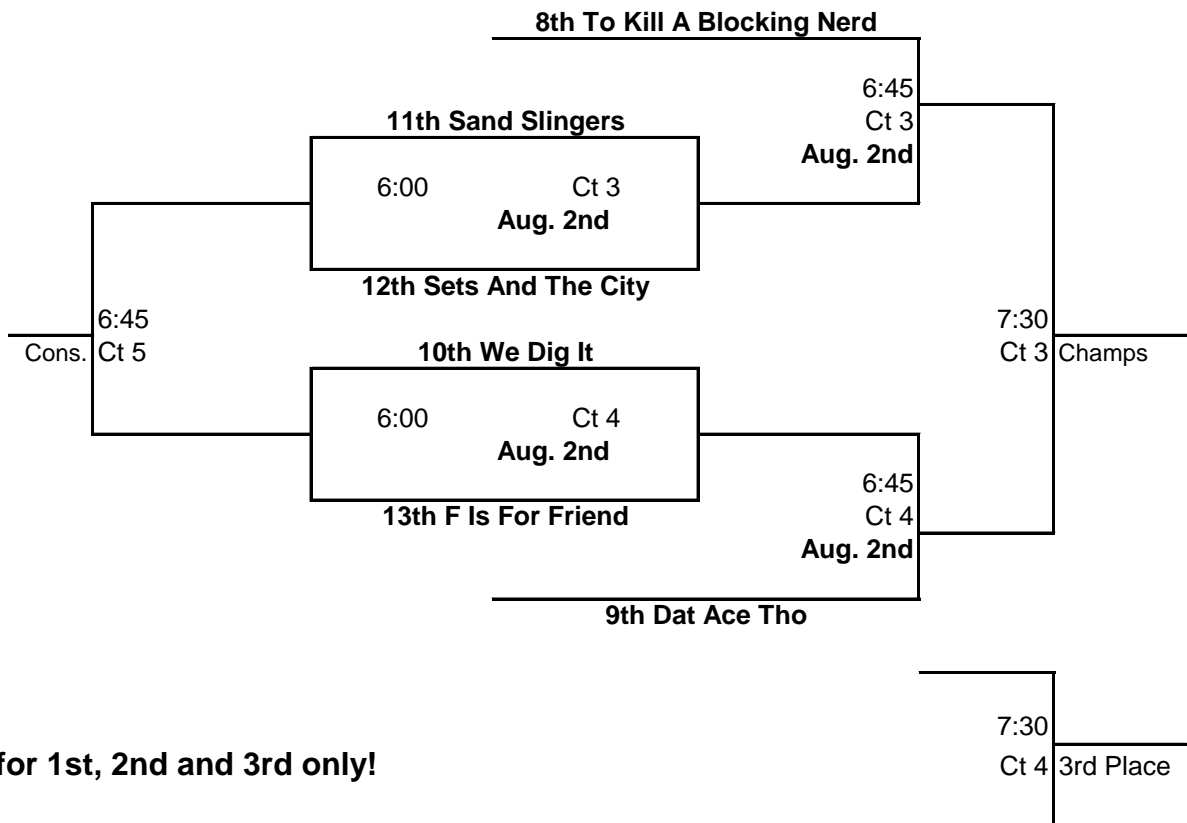 8th To Kill A Blocking Nerd
6:45
11th Sand Slingers
Ct 3
Aug. 2nd
6:00 Ct 3
Aug. 2nd
12th Sets And The City
6:45
7:30
Cons. Ct 5
10th We Dig It
Ct 3 Champs
6:00 Ct 4
Aug. 2nd
6:45
13th F Is For Friend
Ct 4
Aug. 2nd
9th Dat Ace Tho
7:30
for 1st, 2nd and 3rd only!
Ct 4 3rd Place